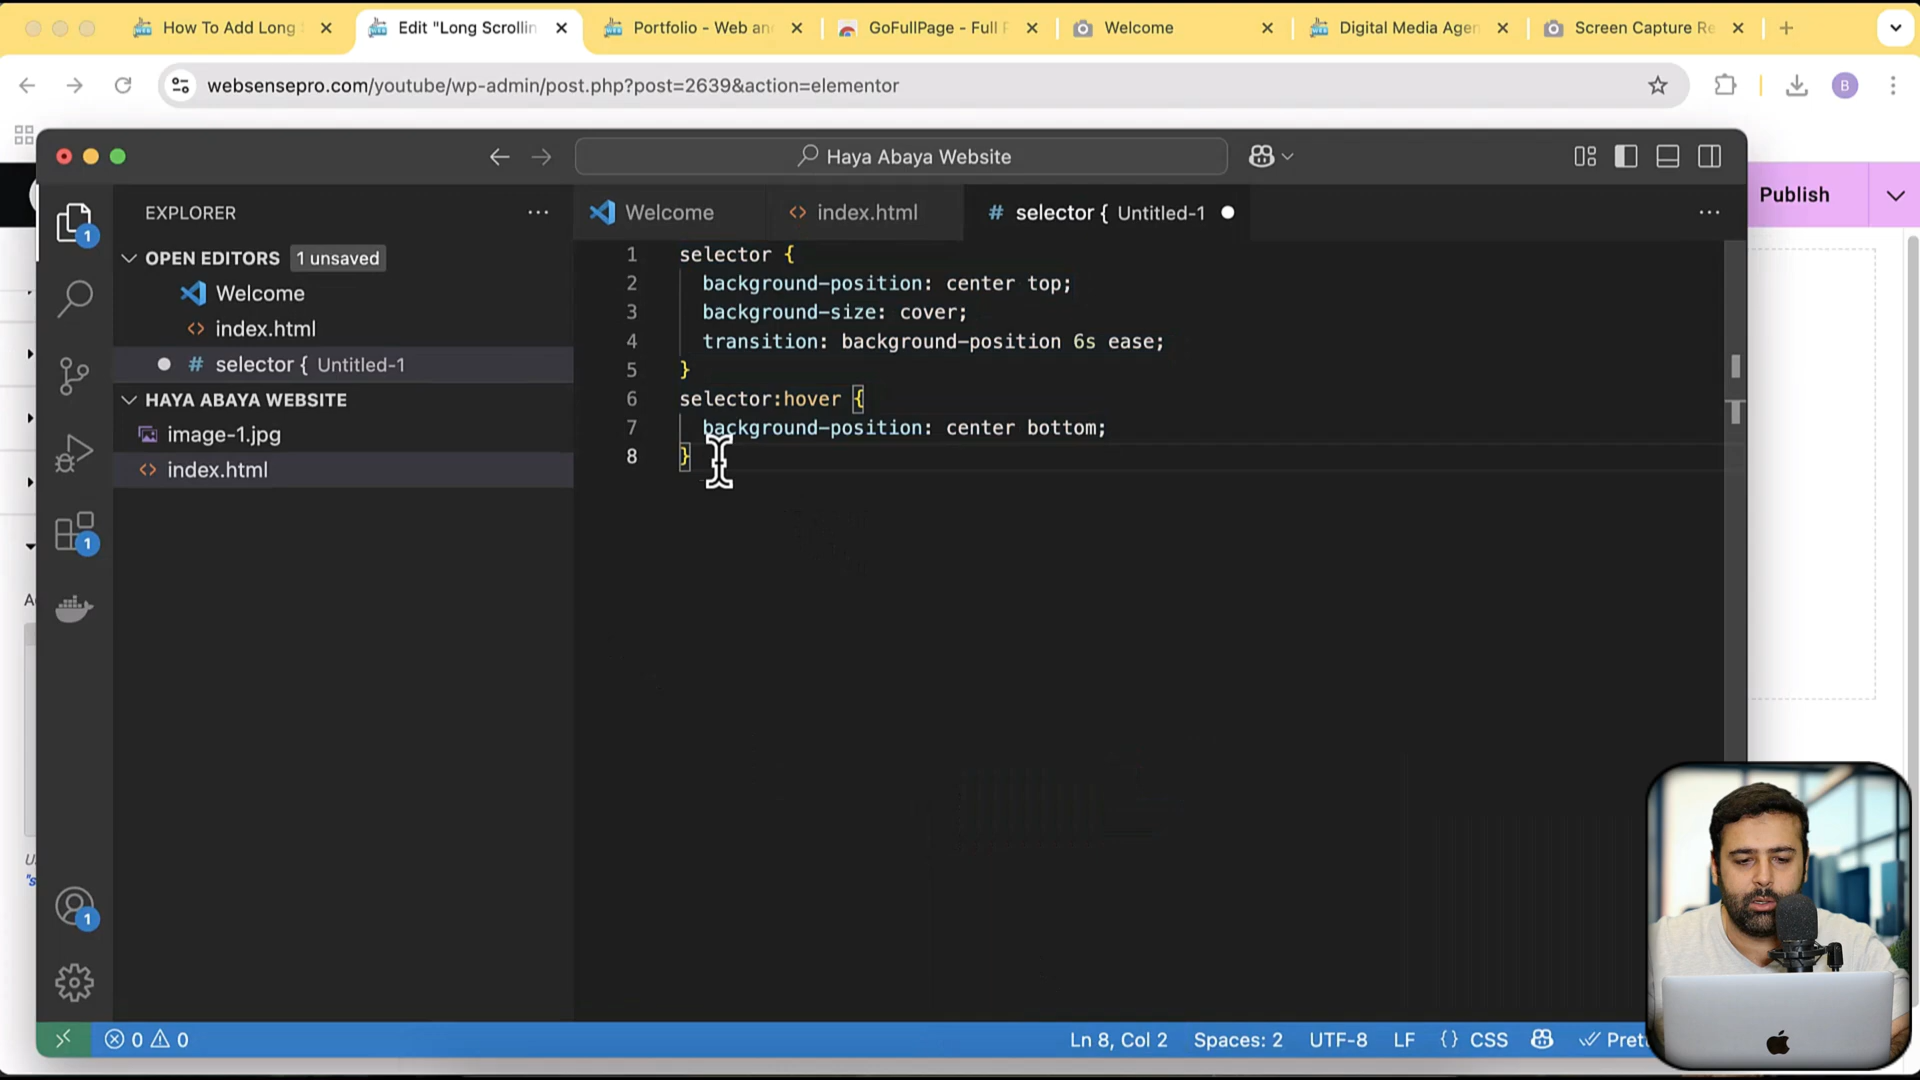 How To Add Long
Edit "Long Scrollin
Portfolio - Web an
GoFullPage - Full
Welcome
Digital Media Agen
Screen Capture Re
websensepro.com/youtube/wp-admin/post.php?post=2639&action=elementor
B
Publish
Haya Abaya Website
EXPLORER
Welcome
index.html
selector { Untitled-1
OPEN EDITORS 1 unsaved
Welcome
index.html
selector { Untitled-1
HAYA ABAYA WEBSITE
image-1.jpg
index.html
1
1
1
1 selector {
2 background-position: center top;
3 background-size: cover;
4 transition: background-position 6s ease;
5 }
6 selector:hover {
7 background-position: center bottom;
8 }
0 0
Ln 8, Col 2
Spaces: 2
UTF-8
LF
{} CSS